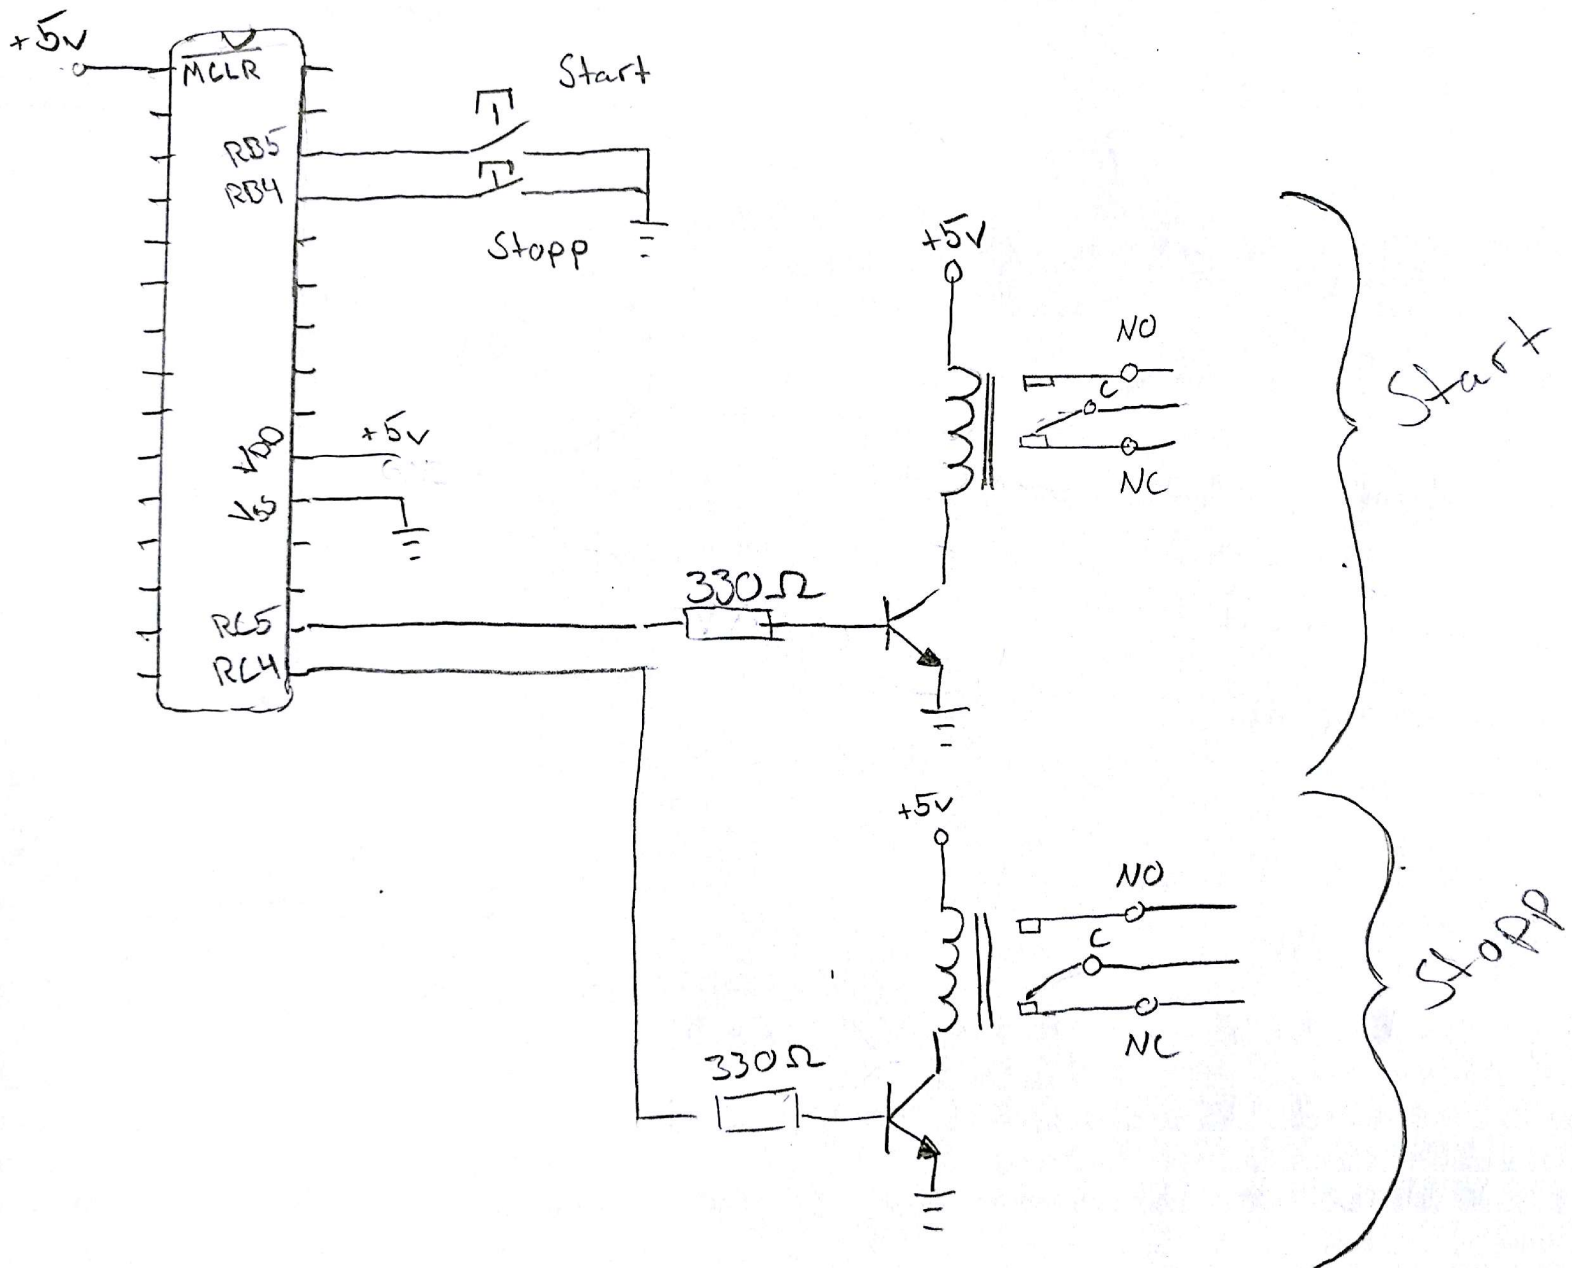 +5v
MCLR
Start
RB5
RB4
Stopp
+5v
NO
C
NC
Start
VDD
+5v
VSS
330Ω
RC5
RC4
+5v
NO
C
NC
Stopp
330Ω